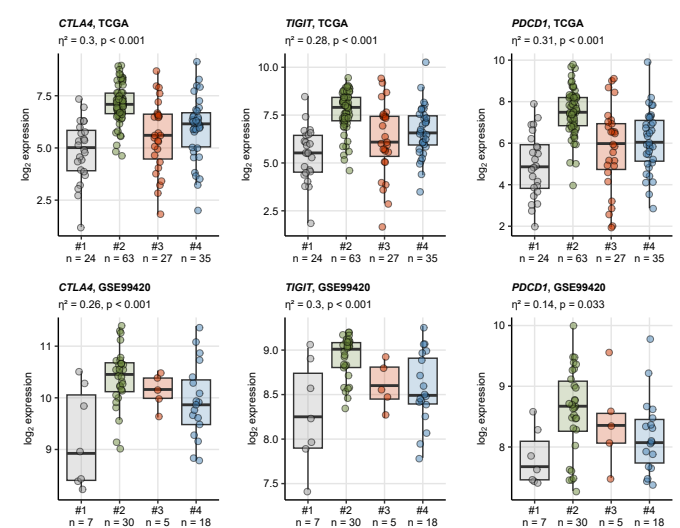 CTLA4, TCGA
η² = 0.3, p < 0.001
log₂ expression
7.5
5.0
2.5
#1 #2 #3 #4
n = 24 n = 63 n = 27 n = 35
TIGIT, TCGA
η² = 0.28, p < 0.001
log₂ expression
10.0
7.5
5.0
2.5
#1 #2 #3 #4
n = 24 n = 63 n = 27 n = 35
PDCD1, TCGA
η² = 0.31, p < 0.001
log₂ expression
10
8
6
4
2
#1 #2 #3 #4
n = 24 n = 63 n = 27 n = 35
CTLA4, GSE99420
η² = 0.26, p < 0.001
log₂ expression
11
10
9
#1 #2 #3 #4
n = 7 n = 30 n = 5 n = 18
TIGIT, GSE99420
η² = 0.3, p < 0.001
log₂ expression
9.0
8.5
8.0
7.5
#1 #2 #3 #4
n = 7 n = 30 n = 5 n = 18
PDCD1, GSE99420
η² = 0.14, p = 0.033
log₂ expression
10
9
8
#1 #2 #3 #4
n = 7 n = 30 n = 5 n = 18